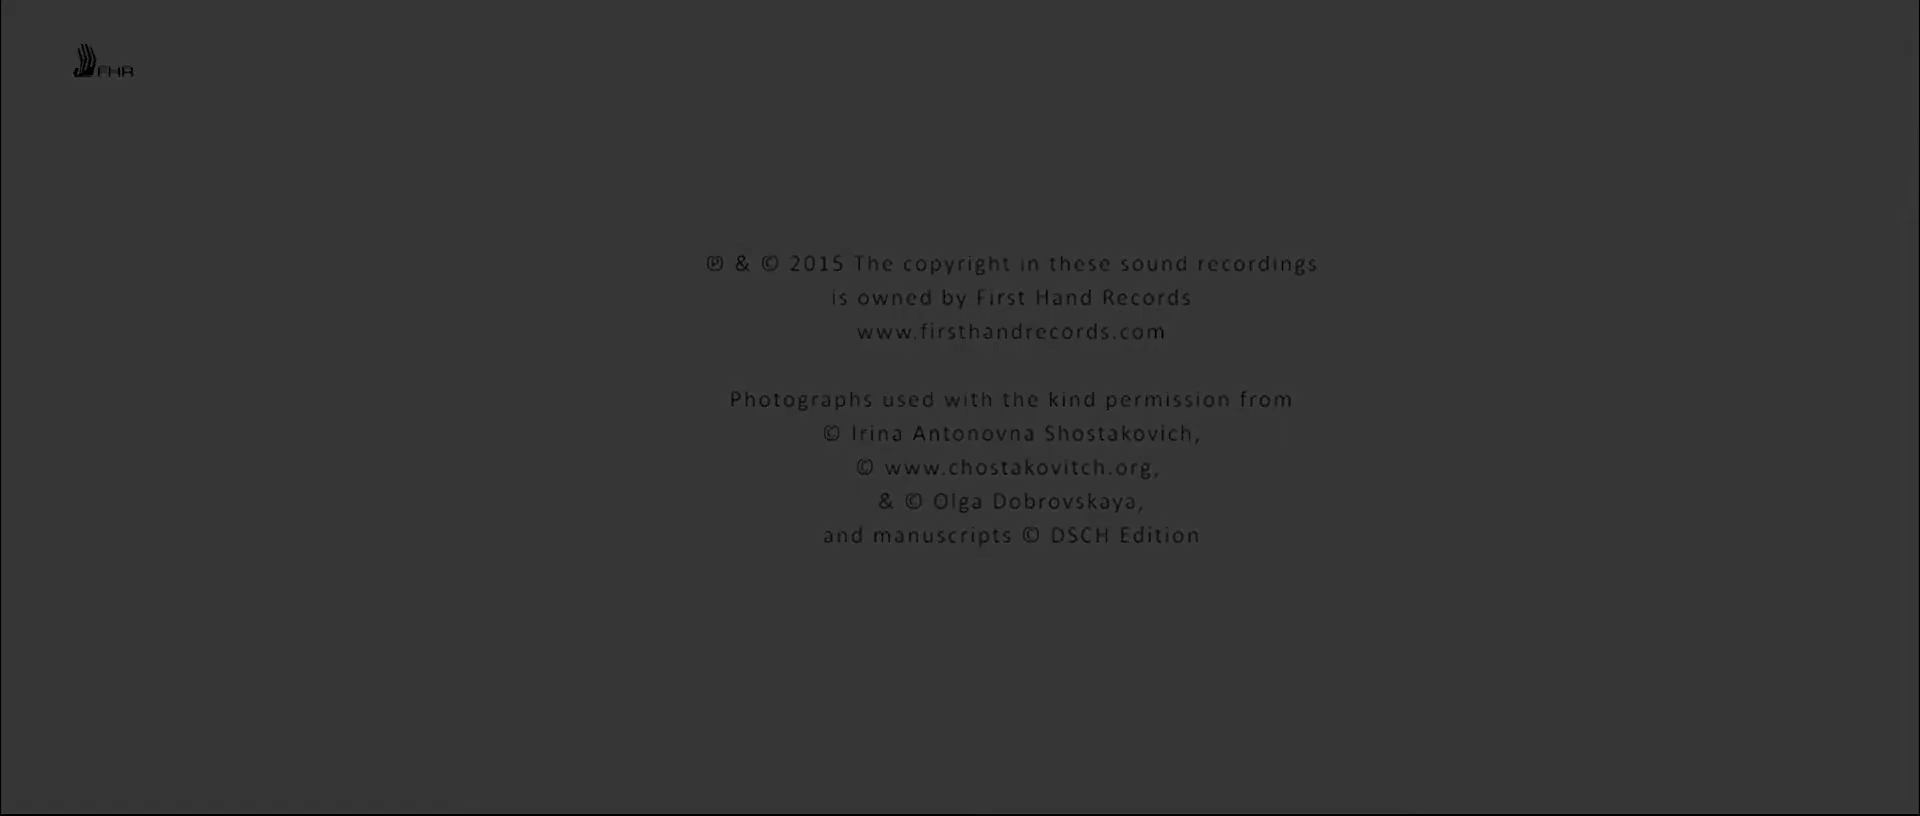 FHR
℗ & © 2015 The copyright in these sound recordings
is owned by First Hand Records
www.firsthandrecords.com
Photographs used with the kind permission from
© Irina Antonovna Shostakovich,
© www.chostakovitch.org,
& © Olga Dobrovskaya,
and manuscripts © DSCH Edition